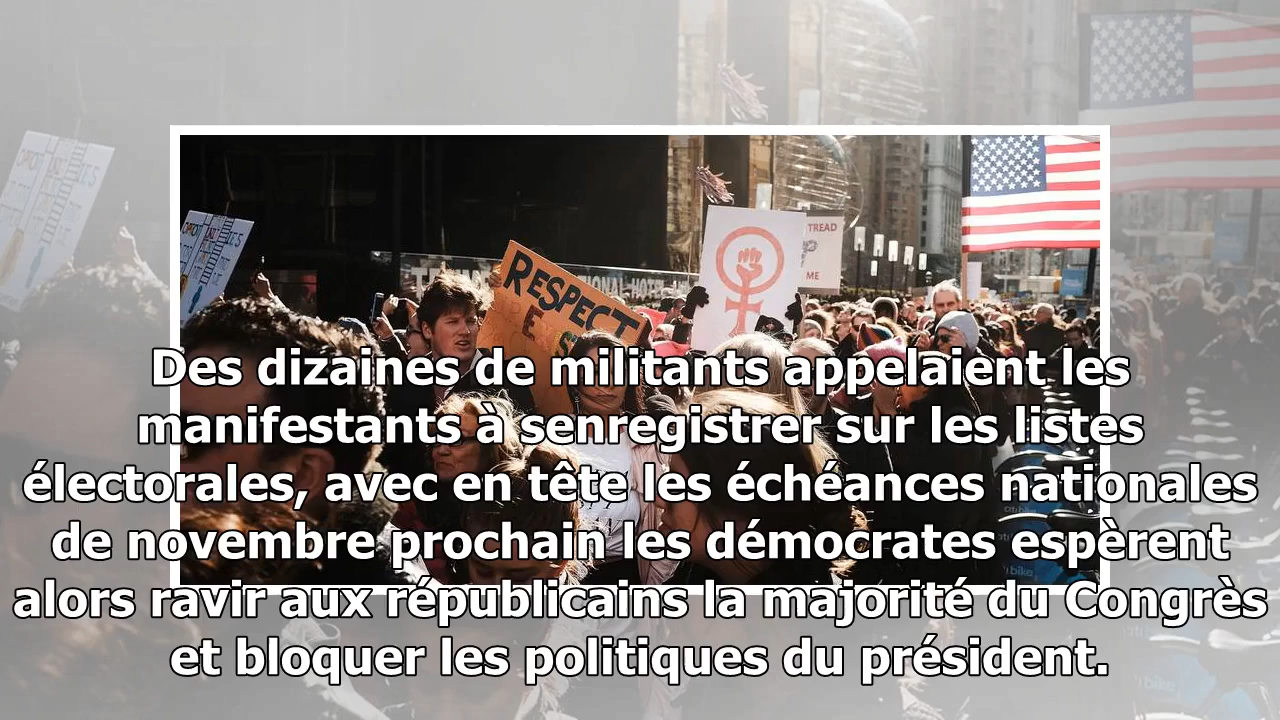 RESPECT
TREAD
ME
Des dizaines de militants appelaient les
manifestants à senregistrer sur les listes
électorales, avec en tête les échéances nationales
de novembre prochain les démocrates espèrent
alors ravir aux républicains la majorité du Congrès
et bloquer les politiques du président.